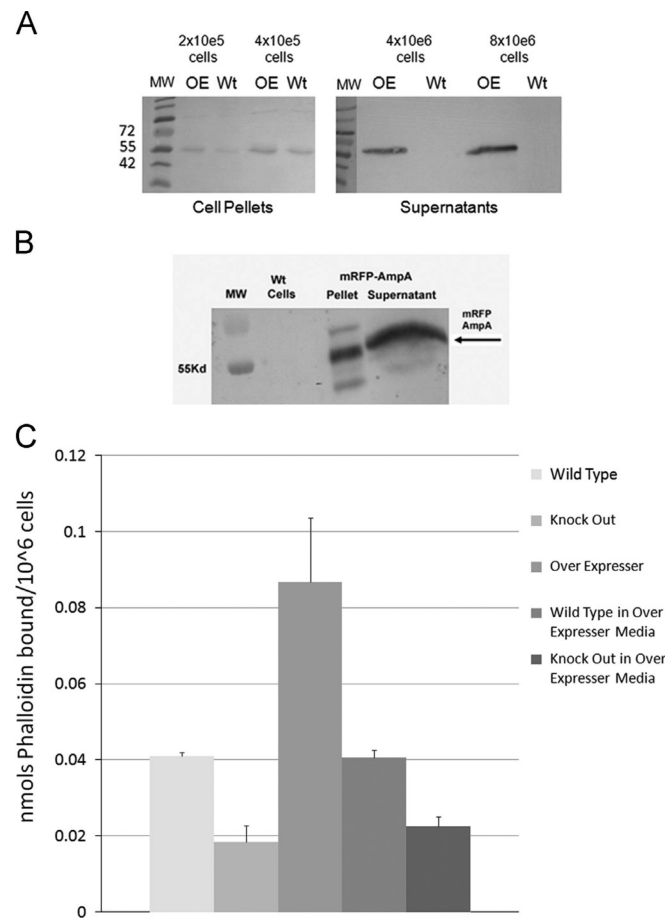 A
2x10e5 cells
4x10e5 cells
4x10e6 cells
8x10e6 cells
MW OE Wt OE Wt
MW OE Wt OE Wt
72
55
42
Cell Pellets
Supernatants
B
MW
Wt Cells
mRFP-AmpA
Pellet Supernatant
mRFP AmpA
55Kd
C
nmols Phalloidin bound/10^6 cells
0.12
0.1
0.08
0.06
0.04
0.02
0
Wild Type
Knock Out
Over Expresser
Wild Type in Over
Expresser Media
Knock Out in Over
Expresser Media